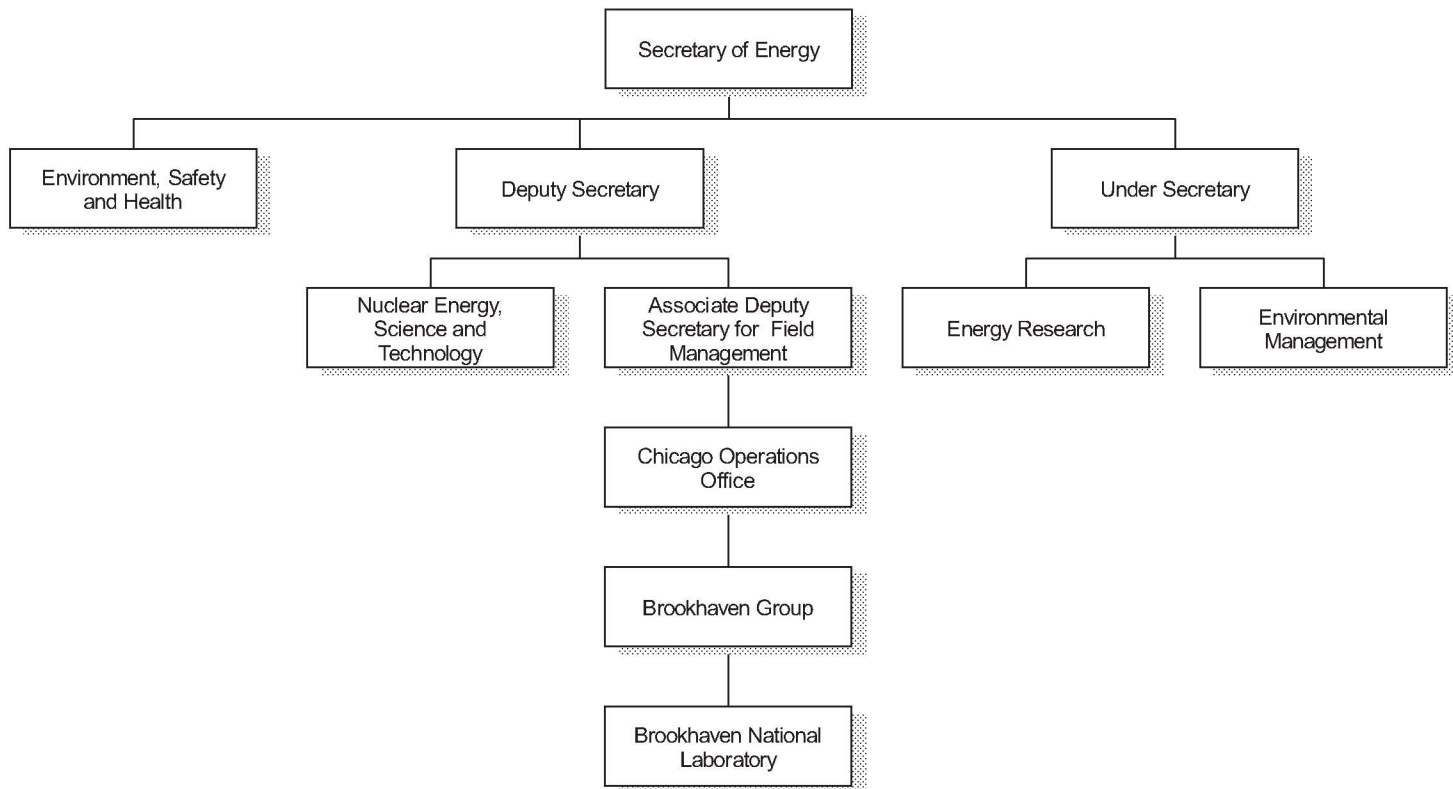 Secretary of Energy
Environment, Safety
and Health
Deputy Secretary
Under Secretary
Nuclear Energy,
Science and
Technology
Associate Deputy
Secretary for Field
Management
Energy Research
Environmental
Management
Chicago Operations
Office
Brookhaven Group
Brookhaven National
Laboratory